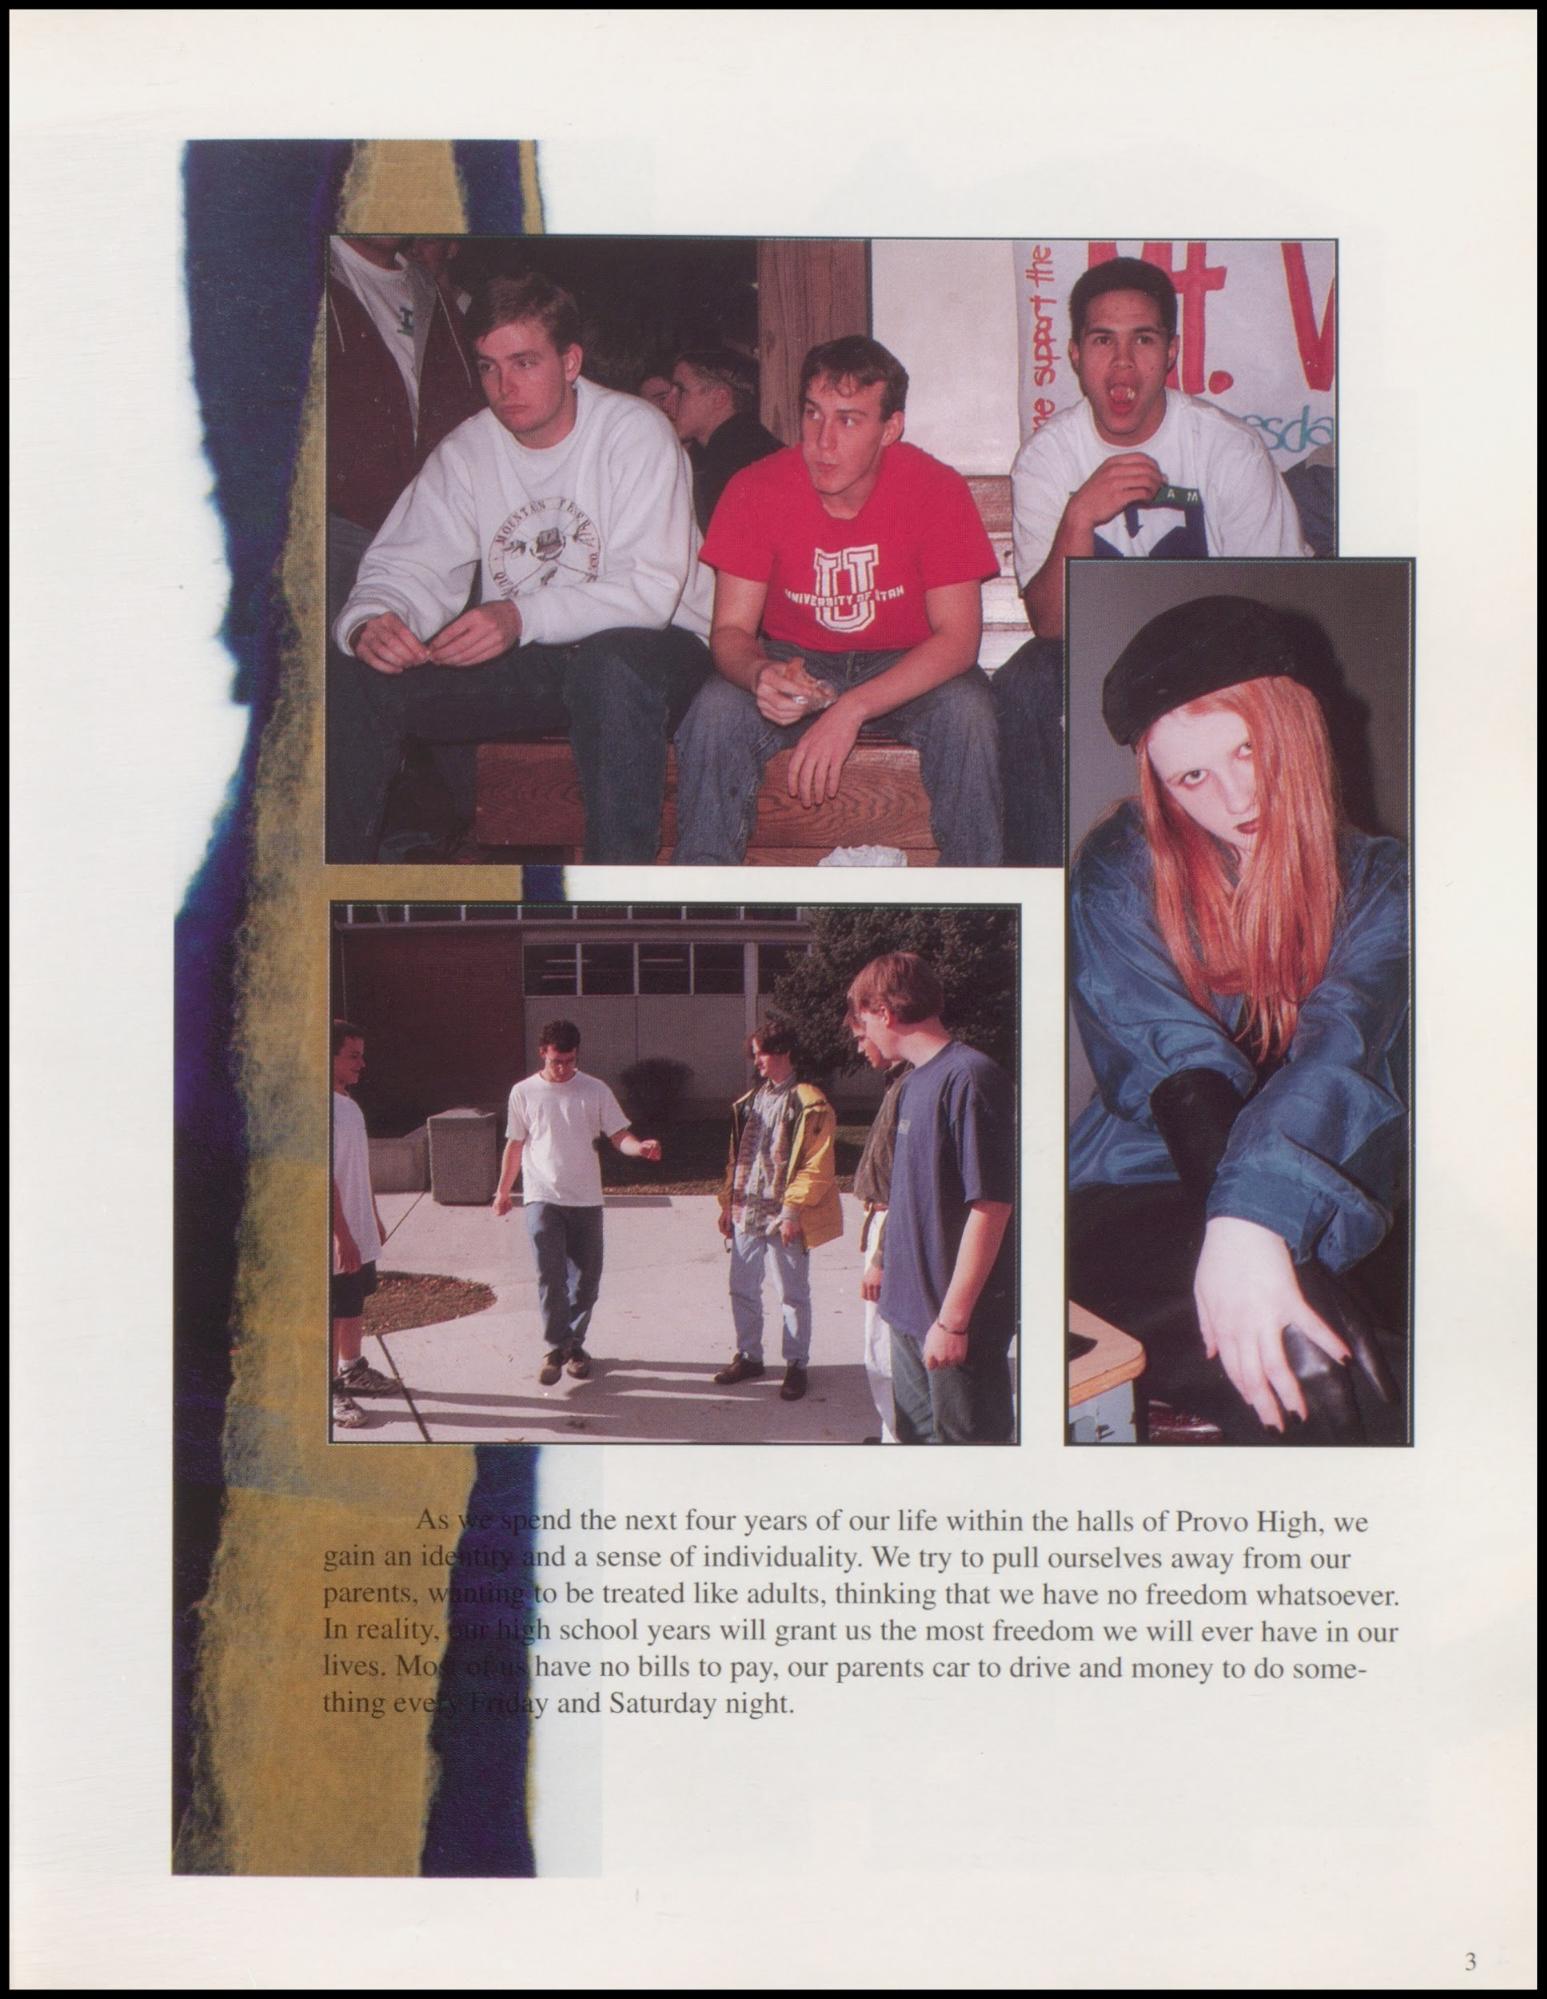 ne support the
Mt. V
esda
H
MOUNTAIN
U
UNIVERSITY OF UTAH
A M
As we spend the next four years of our life within the halls of Provo High, we
gain an identity and a sense of individuality. We try to pull ourselves away from our
parents, wanting to be treated like adults, thinking that we have no freedom whatsoever.
In reality, our high school years will grant us the most freedom we will ever have in our
lives. Most of us have no bills to pay, our parents car to drive and money to do some-
thing every Friday and Saturday night.
3